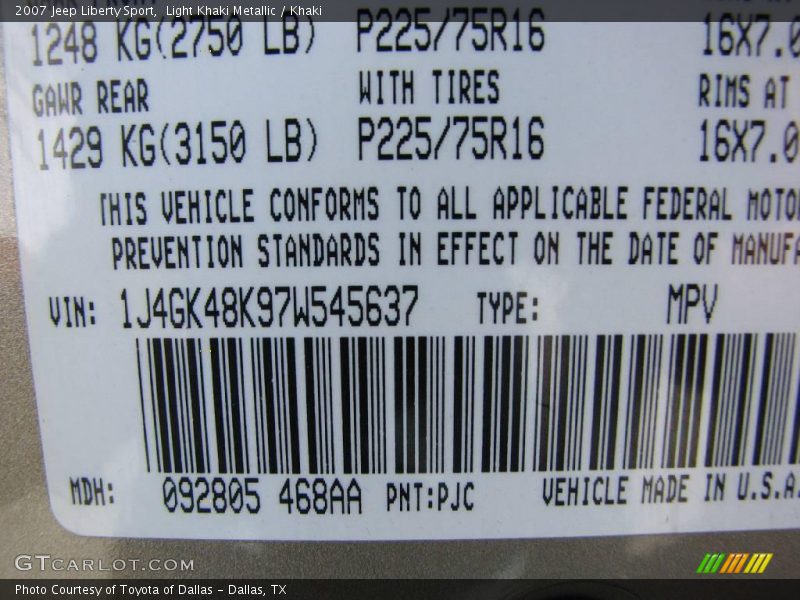 2007 Jeep Liberty Sport, Light Khaki Metallic / Khaki
1248 KG(2750 LB) P225/75R16 16X7.0
GAWR REAR WITH TIRES RIMS AT
1429 KG(3150 LB) P225/75R16 16X7.0
THIS VEHICLE CONFORMS TO ALL APPLICABLE FEDERAL MOTO
PREVENTION STANDARDS IN EFFECT ON THE DATE OF MANUFA
VIN: 1J4GK48K97W545637 TYPE: MPV
MDH: 092805 468AA PNT:PJC VEHICLE MADE IN U.S.A.
GTCARLOT.COM
Photo Courtesy of Toyota of Dallas - Dallas, TX